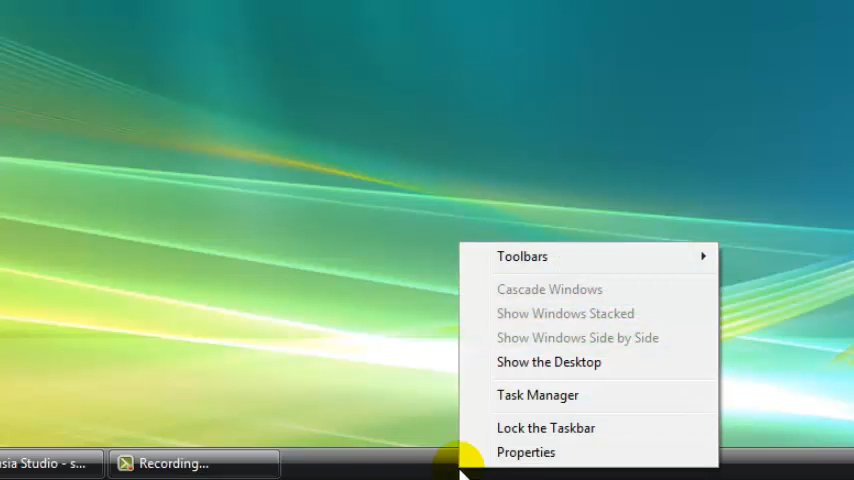 Toolbars
Cascade Windows
Show Windows Stacked
Show Windows Side by Side
Show the Desktop
Task Manager
Lock the Taskbar
Properties
asia Studio - s...
Recording...